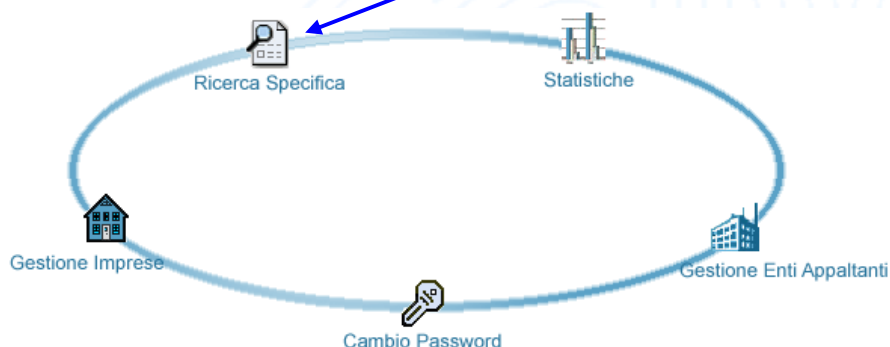 Ricerca Specifica
Statistiche
Gestione Imprese
Gestione Enti Appaltanti
Cambio Password